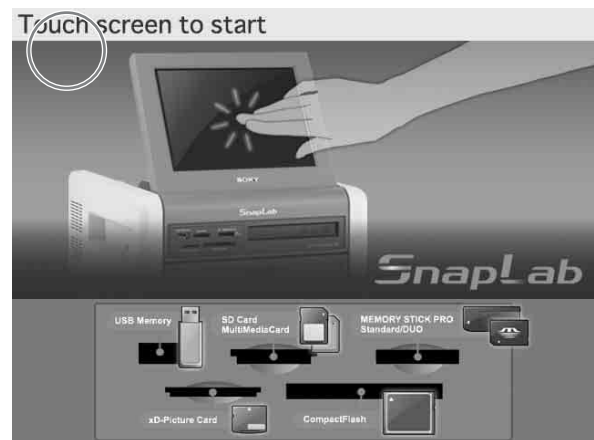 Touch screen to start
SONY
SnapLab
SnapLab
USB Memory
SD Card
MultiMediaCard
MEMORY STICK PRO
Standard/DUO
xD-Picture Card
CompactFlash